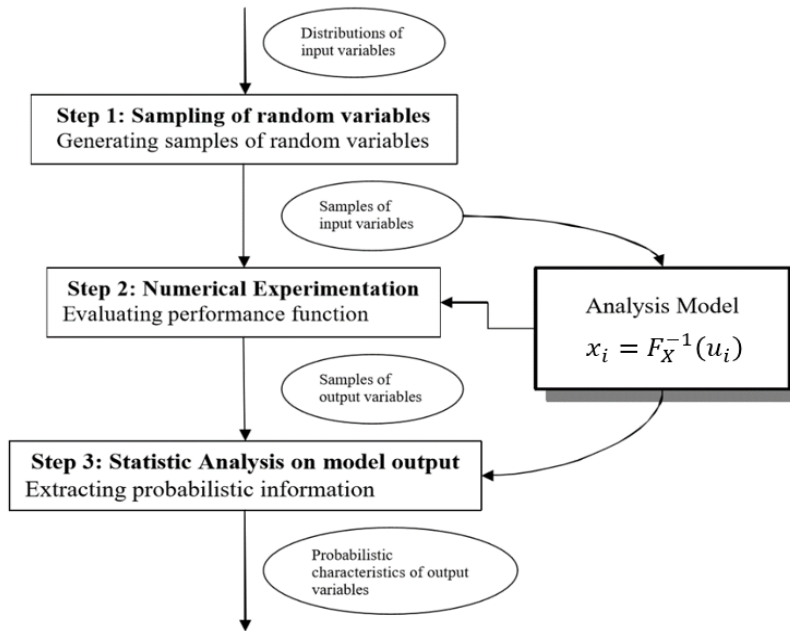 Distributions of
input variables
Step 1: Sampling of random variables
Generating samples of random variables
Samples of
input variables
Step 2: Numerical Experimentation
Evaluating performance function
Analysis Model
$x_i = F_X^{-1}(u_i)$
Samples of
output variables
Step 3: Statistic Analysis on model output
Extracting probabilistic information
Probabilistic
characteristics of output
variables